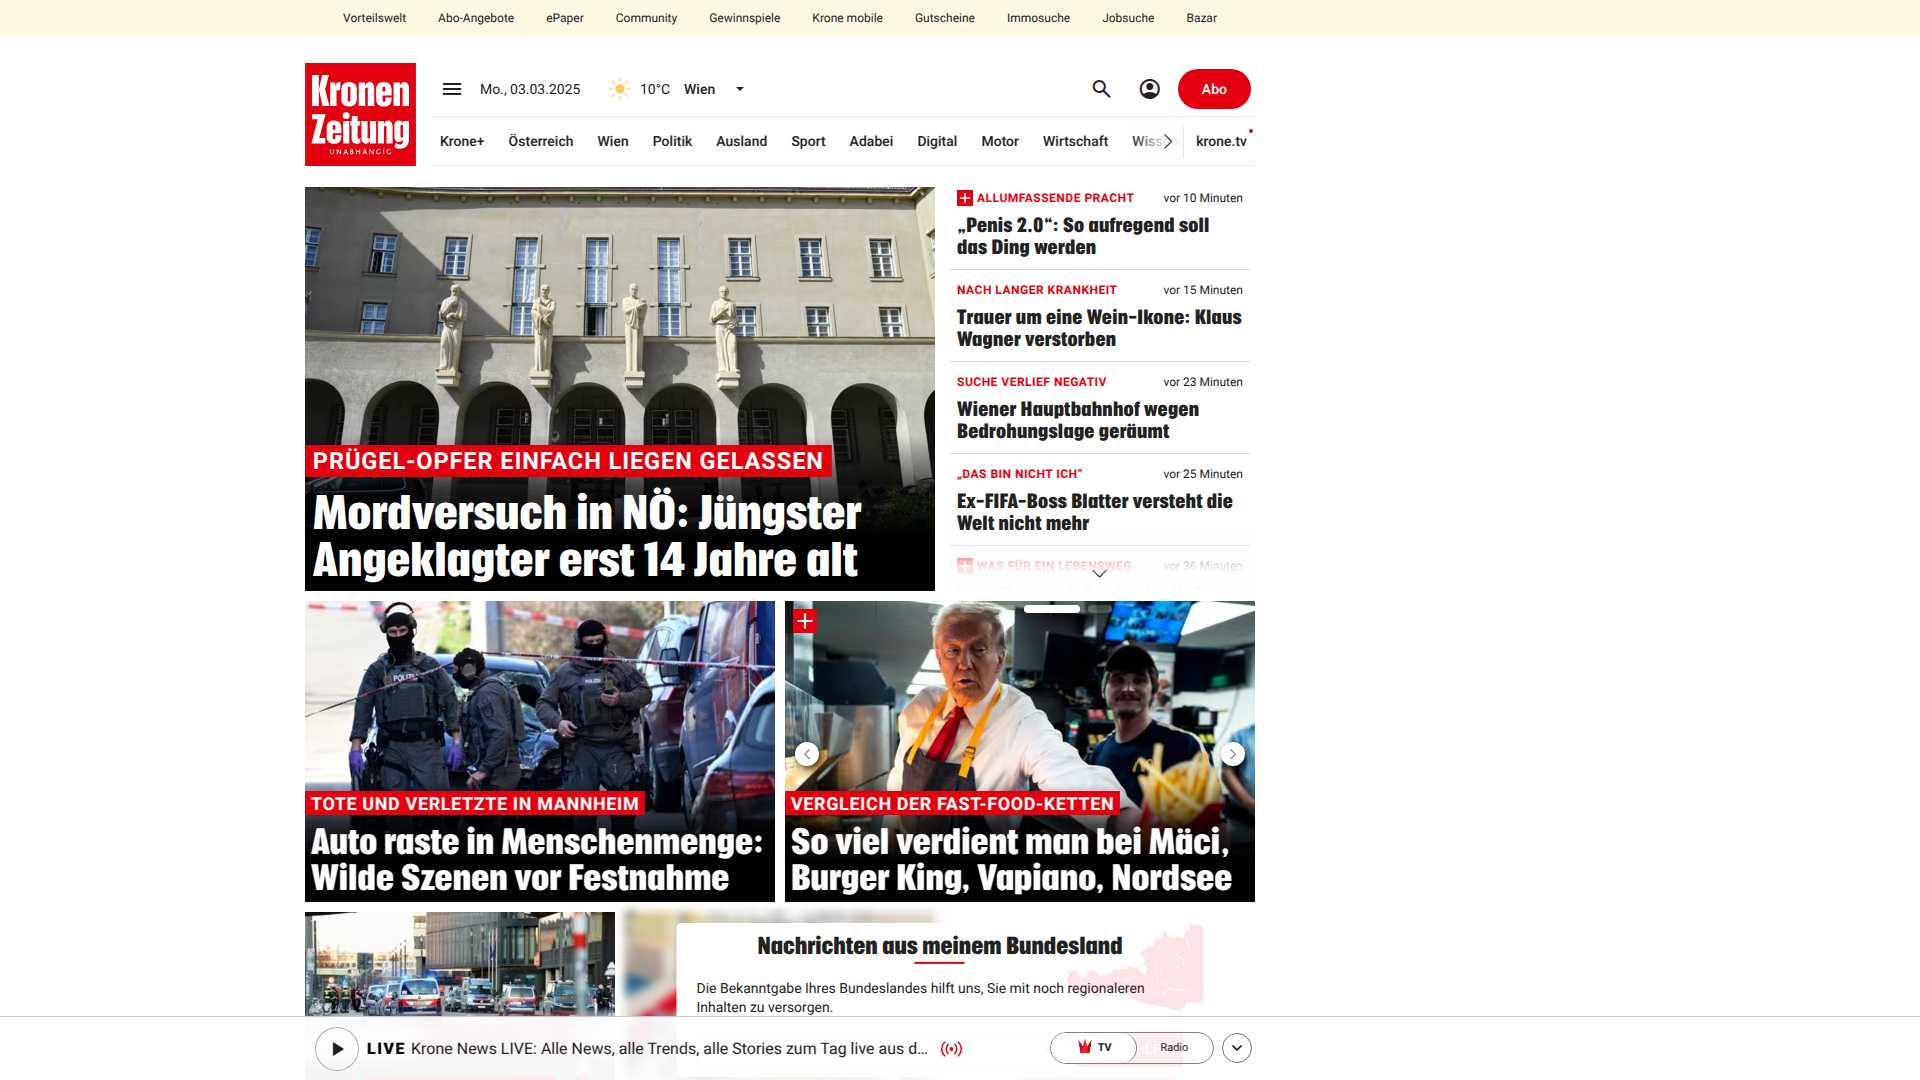 Vorteilswelt Abo-Angebote ePaper Community Gewinnspiele Krone mobile Gutscheine Immosuche Jobsuche Bazar
Kronen
Zeitung
UNABHÄNGIG
Mo., 03.03.2025 10°C Wien
Abo
Krone+ Österreich Wien Politik Ausland Sport Adabei Digital Motor Wirtschaft krone.tv
PRÜGEL-OPFER EINFACH LIEGEN GELASSEN
Mordversuch in NÖ: Jüngster
Angeklagter erst 14 Jahre alt
ALLUMFASSENDE PRACHT vor 10 Minuten
„Penis 2.0“: So aufregend soll
das Ding werden
NACH LANGER KRANKHEIT vor 15 Minuten
Trauer um eine Wein-Ikone: Klaus
Wagner verstorben
SUCHE VERLIEF NEGATIV vor 23 Minuten
Wiener Hauptbahnhof wegen
Bedrohungslage geräumt
„DAS BIN NICHT ICH“ vor 25 Minuten
Ex-FIFA-Boss Blatter versteht die
Welt nicht mehr
WAS FÜR EIN LEBENSWEG vor 36 Minuten
POLIZEI
POLIZEI
TOTE UND VERLETZTE IN MANNHEIM
Auto raste in Menschenmenge:
Wilde Szenen vor Festnahme
VERGLEICH DER FAST-FOOD-KETTEN
So viel verdient man bei Mäci,
Burger King, Vapiano, Nordsee
Nachrichten aus meinem Bundesland
Die Bekanntgabe Ihres Bundeslandes hilft uns, Sie mit noch regionaleren
Inhalten zu versorgen.
LIVE Krone News LIVE: Alle News, alle Trends, alle Stories zum Tag live aus d...
TV Radio